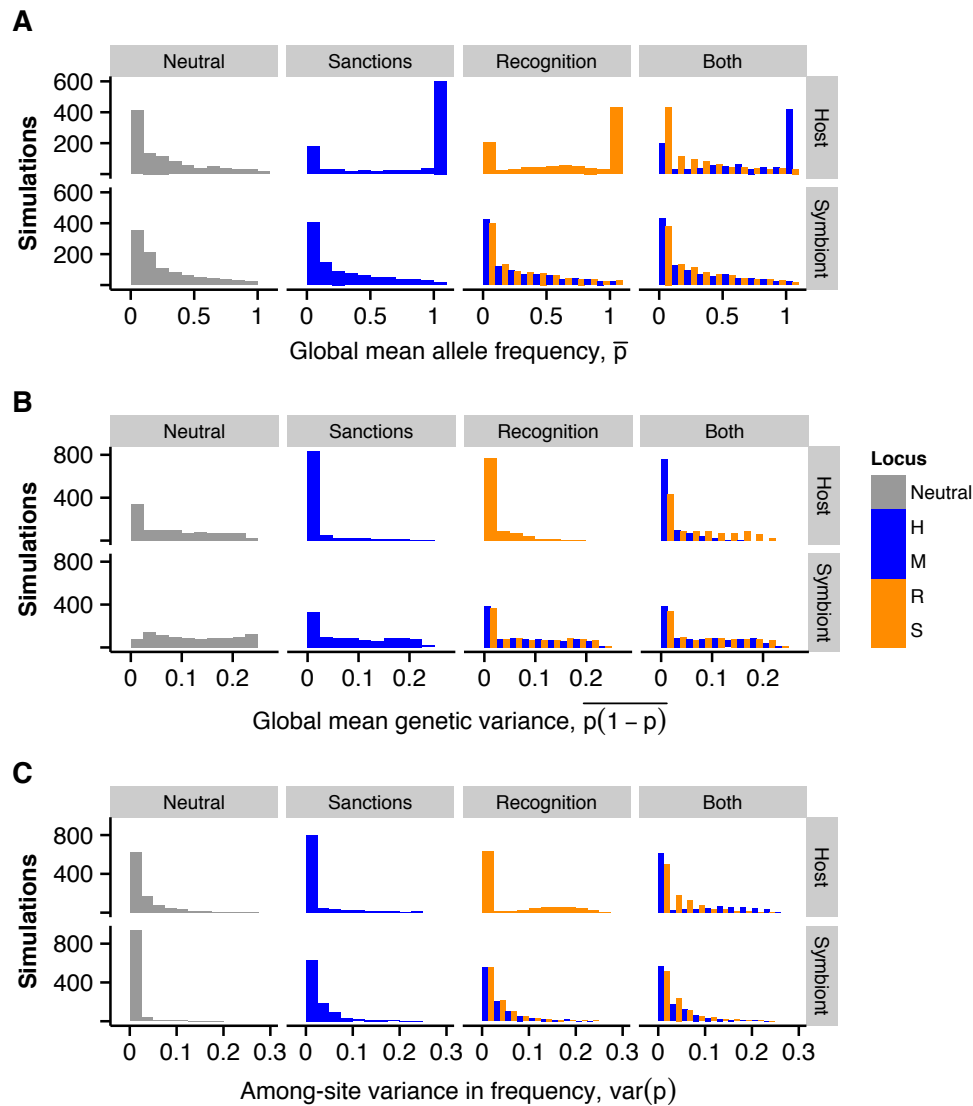 A
Neutral Sanctions Recognition Both
600
400
200
Host
Simulations
600
400
200
Symbiont
0 0.5 1 0 0.5 1 0 0.5 1 0 0.5 1
Global mean allele frequency, p̅
B
Neutral Sanctions Recognition Both
800
400
Host
Simulations
800
400
Symbiont
0 0.1 0.2 0 0.1 0.2 0 0.1 0.2 0 0.1 0.2
Global mean genetic variance, p(1 − p)
Locus
Neutral
H
M
R
S
C
Neutral Sanctions Recognition Both
800
400
Host
Simulations
800
400
Symbiont
0 0.1 0.2 0.3 0 0.1 0.2 0.3 0 0.1 0.2 0.3 0 0.1 0.2 0.3
Among-site variance in frequency, var(p)